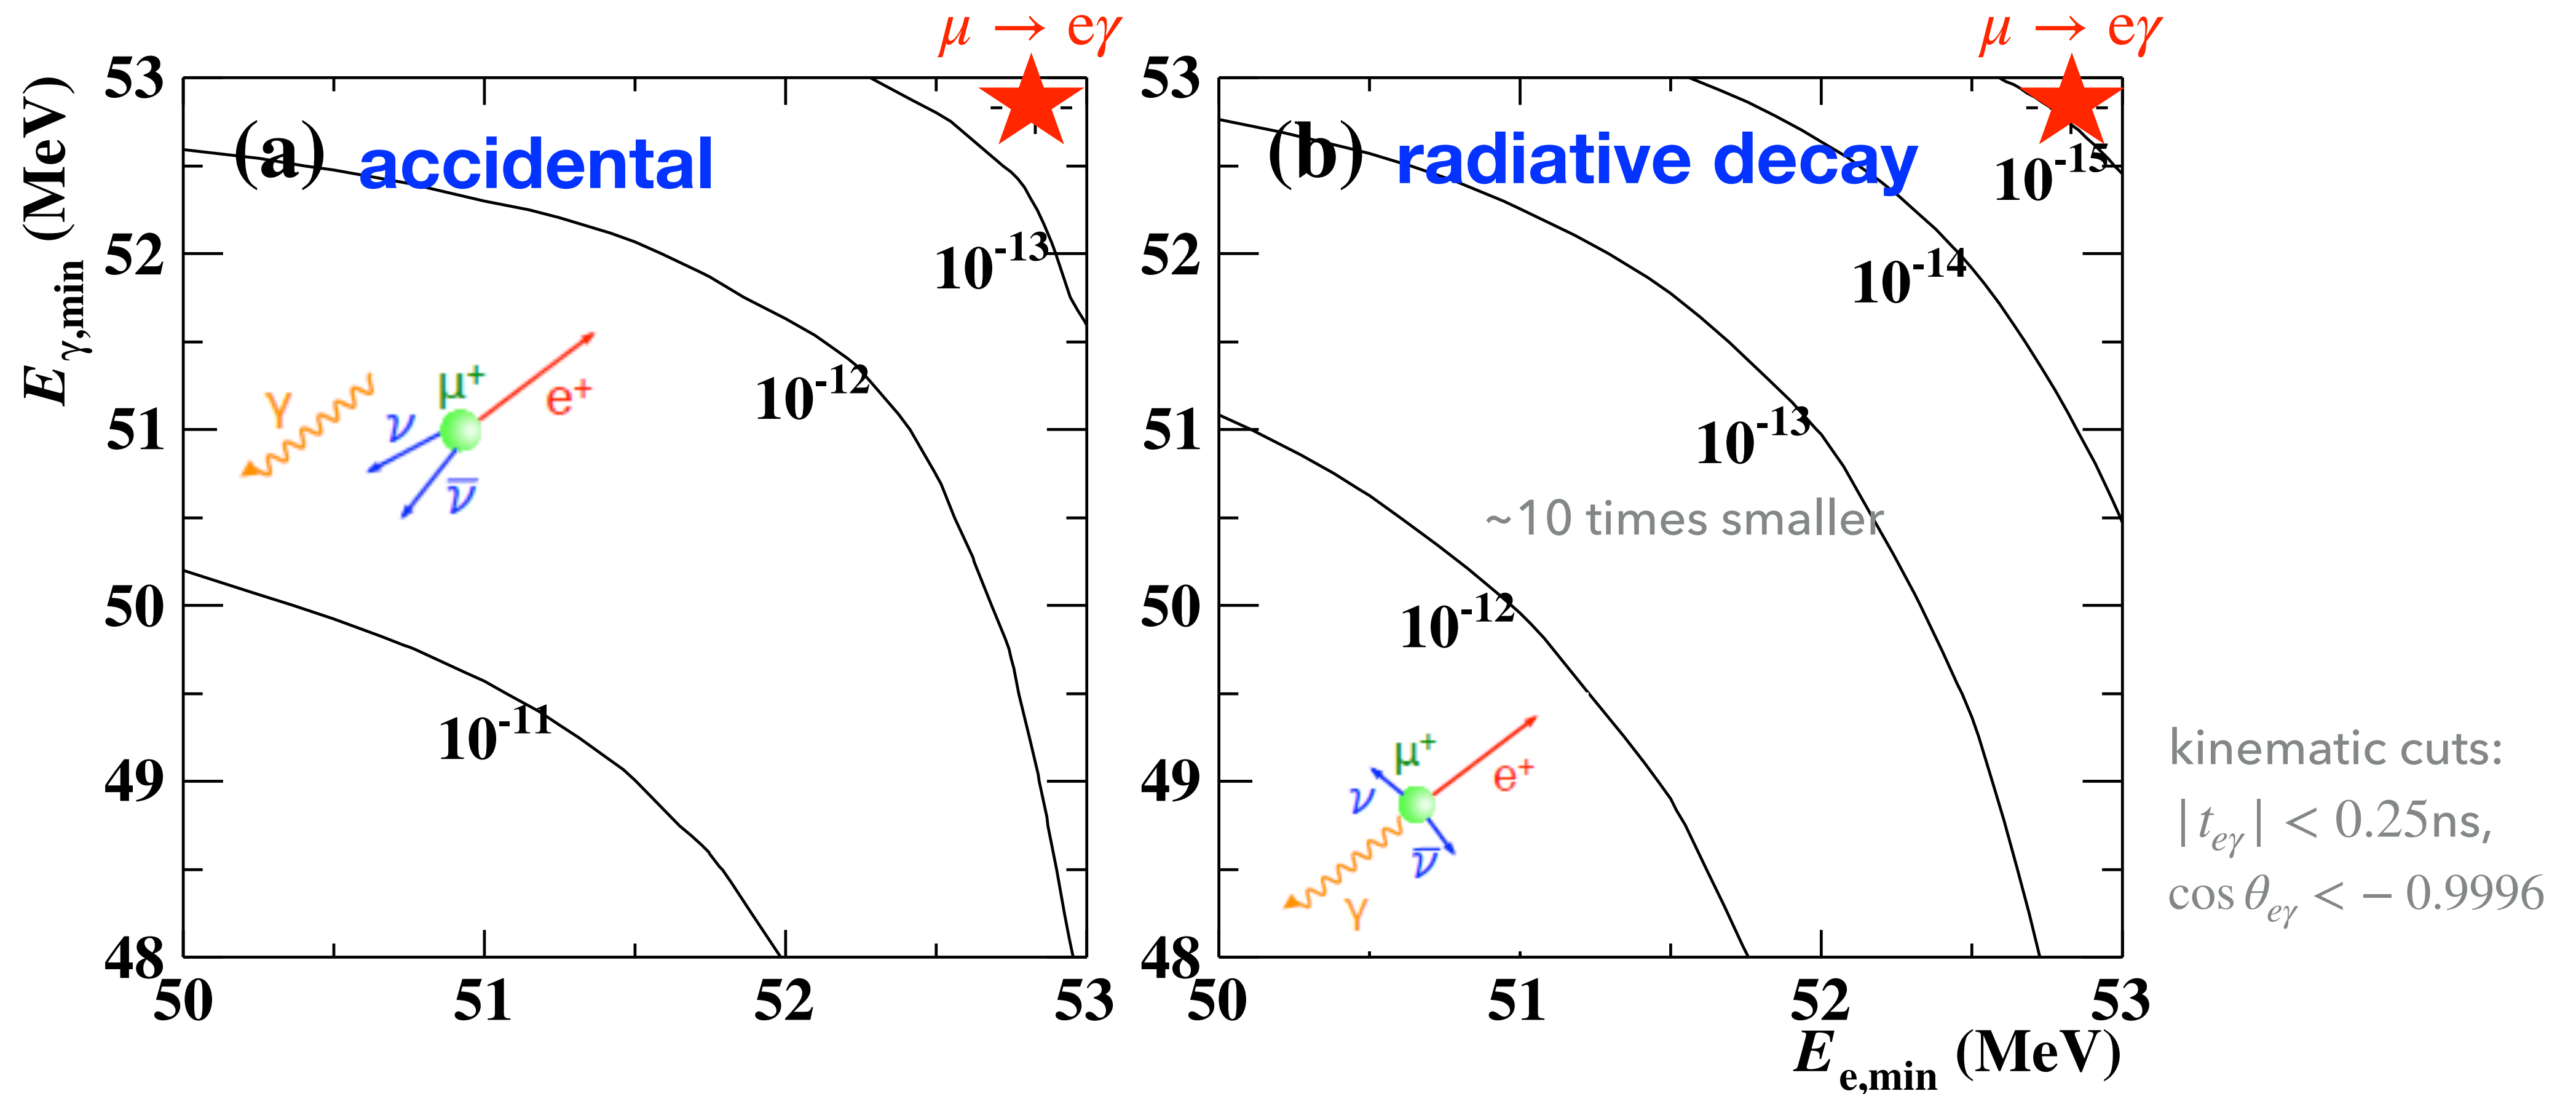 μ → eγ
53
52
51
50
49
48
E γ,min (MeV)
(a) accidental
10-13
10-12
10-11
γ
ν
μ+
e+
ν̅
50
51
52
53
μ → eγ
53
52
51
50
49
48
(b) radiative decay
10-15
10-14
10-13
~10 times smaller
10-12
μ+
e+
ν
ν̅
γ
50
51
52
53
E e,min (MeV)
kinematic cuts:
|teγ| < 0.25ns,
cos θeγ < − 0.9996